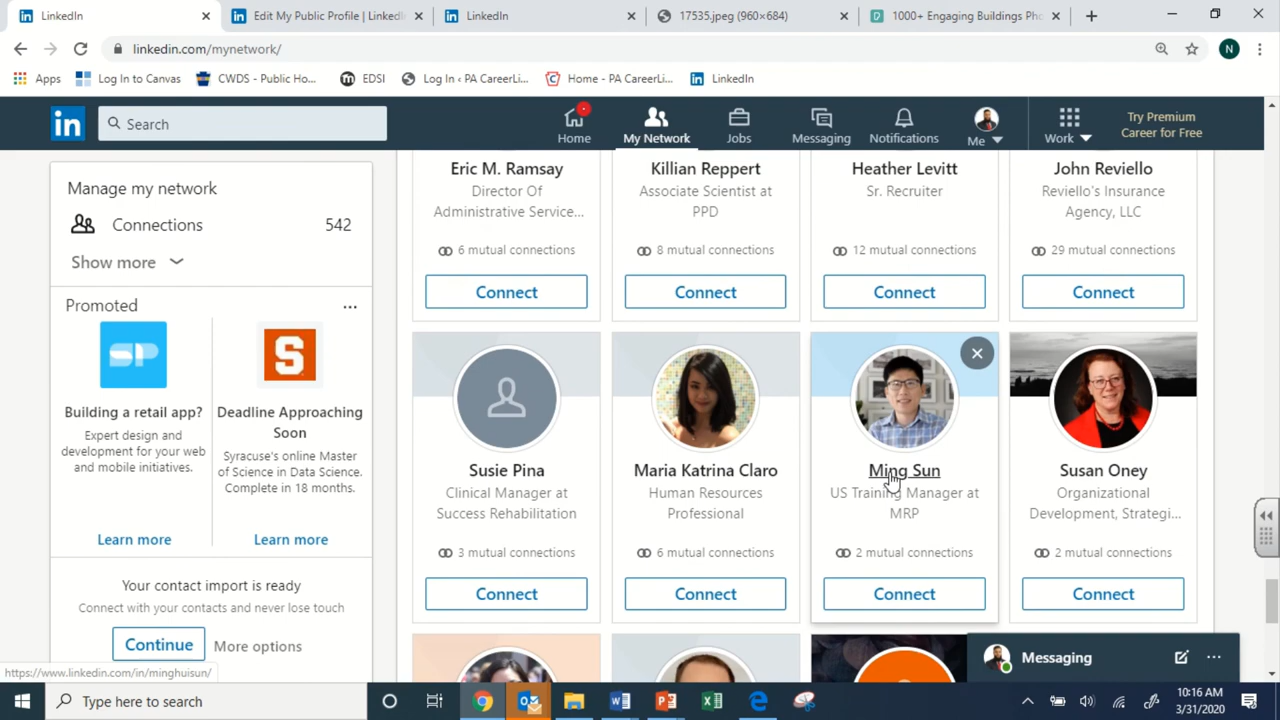 LinkedIn
Edit My Public Profile | LinkedIn
LinkedIn
17535.jpeg (960×684)
1000+ Engaging Buildings Pho
linkedin.com/mynetwork/
N
Apps
Log In to Canvas
CWDS - Public Ho...
EDSI
Log In ‹ PA CareerLi...
Home - PA CareerLi...
LinkedIn
in
Search
Home
My Network
Jobs
Messaging
Notifications
Me
Work
Try Premium
Career for Free
Manage my network
Connections 542
Show more
Promoted
SP
S
Building a retail app?
Expert design and
development for your web
and mobile initiatives.
Learn more
Deadline Approaching
Soon
Syracuse's online Master
of Science in Data Science.
Complete in 18 months.
Learn more
Your contact import is ready
Connect with your contacts and never lose touch
Continue
More options
Eric M. Ramsay
Director Of
Administrative Service...
6 mutual connections
Connect
Killian Reppert
Associate Scientist at
PPD
8 mutual connections
Connect
Heather Levitt
Sr. Recruiter
12 mutual connections
Connect
John Reviello
Reviello's Insurance
Agency, LLC
29 mutual connections
Connect
Susie Pina
Clinical Manager at
Success Rehabilitation
3 mutual connections
Connect
Maria Katrina Claro
Human Resources
Professional
6 mutual connections
Connect
Ming Sun
US Training Manager at
MRP
2 mutual connections
Connect
Susan Oney
Organizational
Development, Strategi...
2 mutual connections
Connect
Messaging
https://www.linkedin.com/in/minghuisun/
Type here to search
10:16 AM
3/31/2020